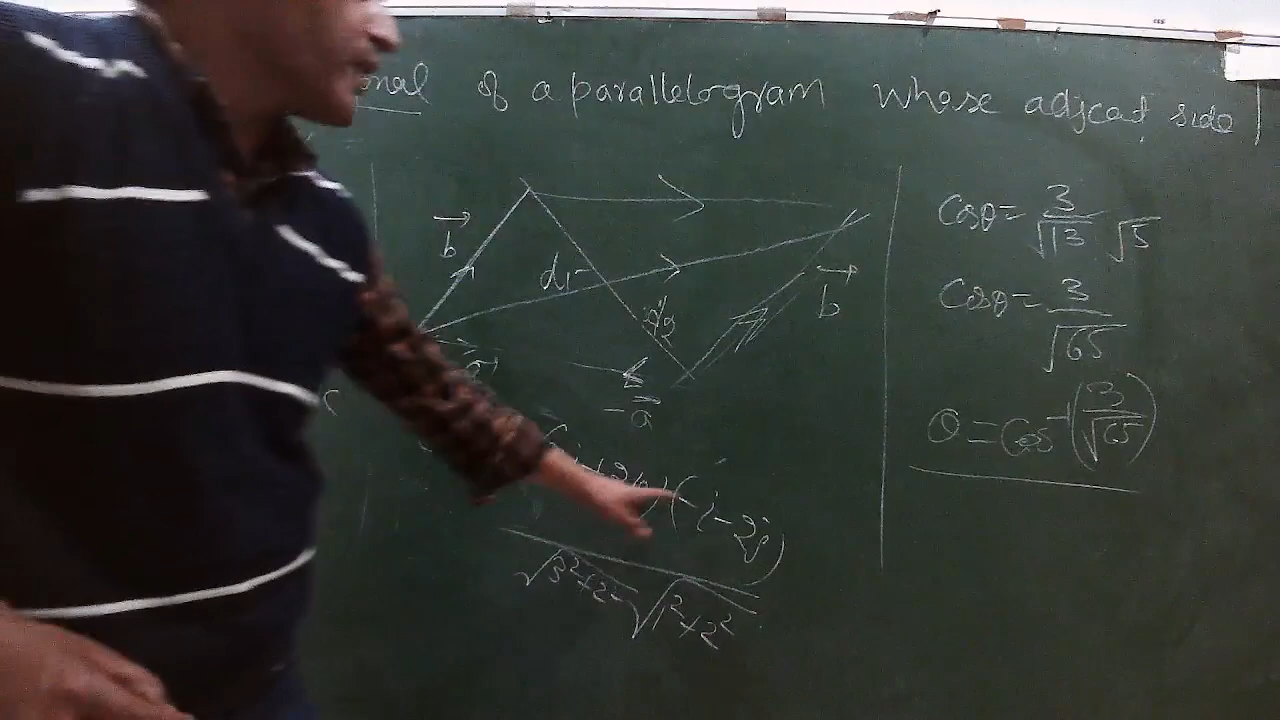 of a parallelogram whose adjcent side
b
d1
d2
b
a
-a
(-i-2j)
√3²+2² √1²+2²
Cosθ= 3/√13 √5
Cosθ= 3/√65
θ=Cos⁻¹(3/√65)